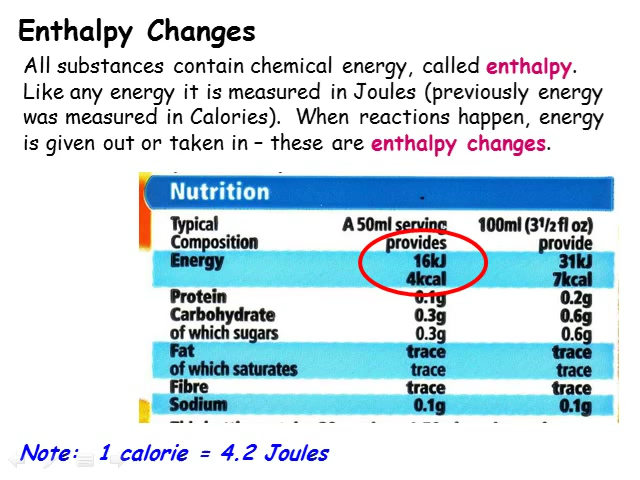 Enthalpy Changes
All substances contain chemical energy, called enthalpy.
Like any energy it is measured in Joules (previously energy
was measured in Calories). When reactions happen, energy
is given out or taken in – these are enthalpy changes.
Nutrition
Typical A 50ml serving 100ml (3½fl oz)
Composition provides provide
Energy 16kJ 31kJ
4kcal 7kcal
Protein 0.1g 0.2g
Carbohydrate 0.3g 0.6g
of which sugars 0.3g 0.6g
Fat trace trace
of which saturates trace trace
Fibre trace trace
Sodium 0.1g 0.1g
Note: 1 calorie = 4.2 Joules